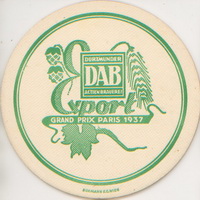 DORTMUNDER
DAB
ACTIEN-BRAUEREI
Export
GRAND PRIX PARIS 1937